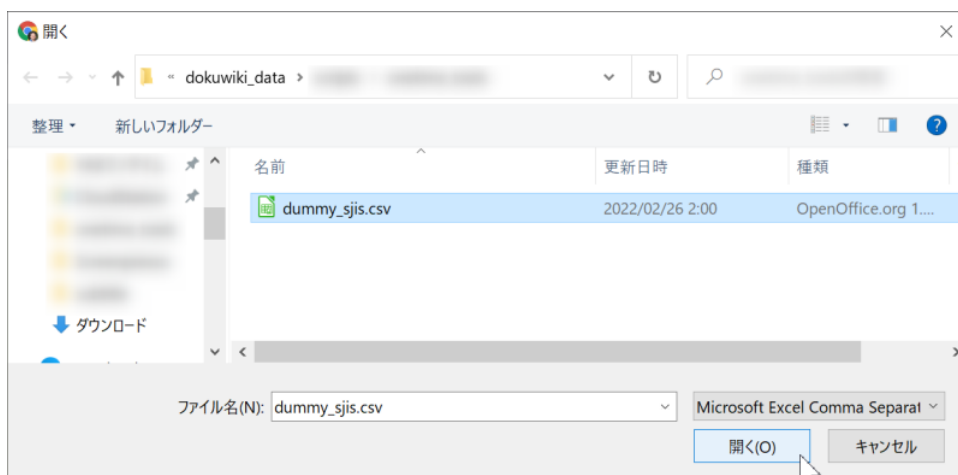 開く
« dokuwiki_data ›
整理
新しいフォルダー
名前 更新日時 種類
dummy_sjis.csv 2022/02/26 2:00 OpenOffice.org 1....
ダウンロード
ファイル名(N): dummy_sjis.csv Microsoft Excel Comma Separat
開く(O) キャンセル